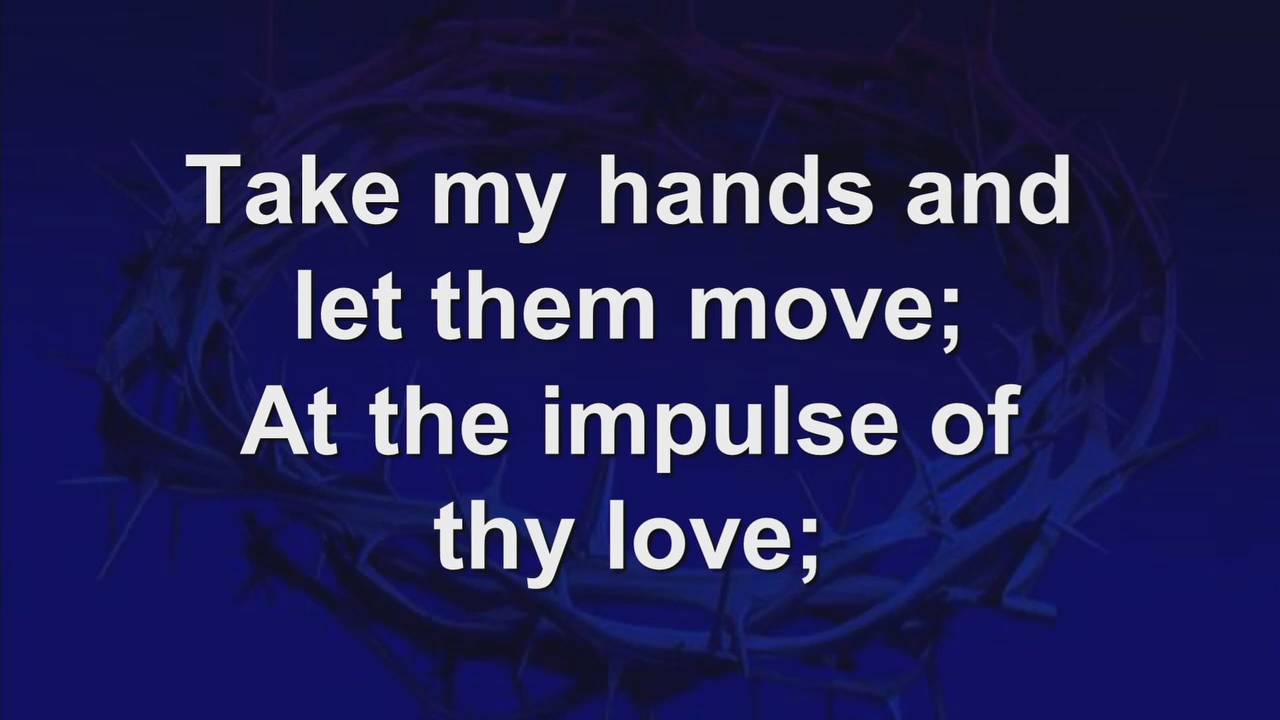 Take my hands and
let them move;
At the impulse of
thy love;